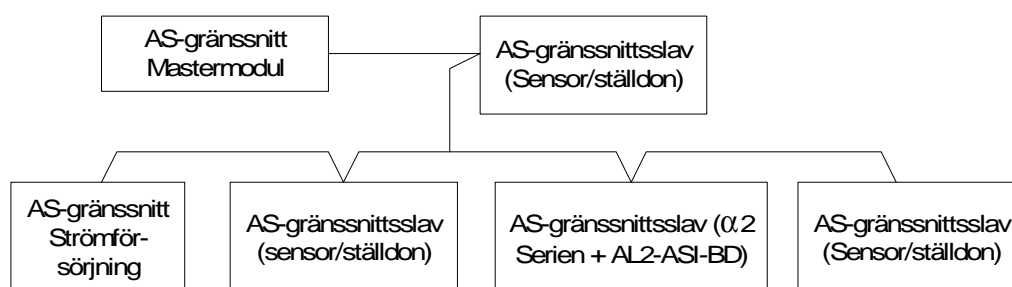 AS-gränssnitt
Mastermodul
AS-gränssnittsslav
(Sensor/ställdon)
AS-gränssnitt
Strömför-
sörjning
AS-gränssnittsslav
(sensor/ställdon)
AS-gränssnittsslav (α2
Serien + AL2-ASI-BD)
AS-gränssnittsslav
(Sensor/ställdon)